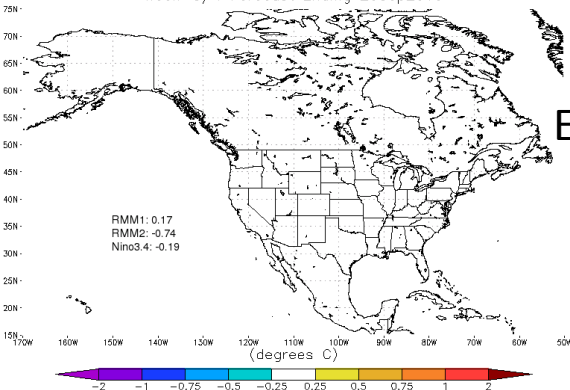 75N
70N
65N
60N
55N
50N
45N
40N
35N
30N
25N
20N
15N
RMM1: 0.17
RMM2: -0.74
Nino3.4: -0.19
E
170W 160W 150W 140W 130W 120W 110W 100W 90W 80W 70W 60W 50W
(degrees C)
-2 -1 -0.75 -0.5 -0.25 0.25 0.5 0.75 1 2